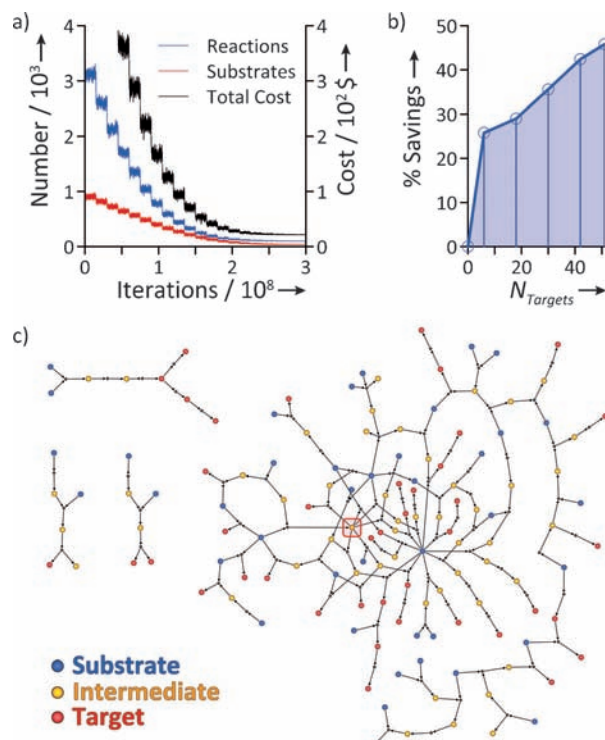 a)
Number / 10³
4
3
2
1
0
Reactions
Substrates
Total Cost
4
3
2
1
0
Cost / 10² $
0
1
2
3
Iterations / 10⁸
b)
% Savings
50
40
30
20
10
0
0
20
40
N Targets
c)
Substrate
Intermediate
Target